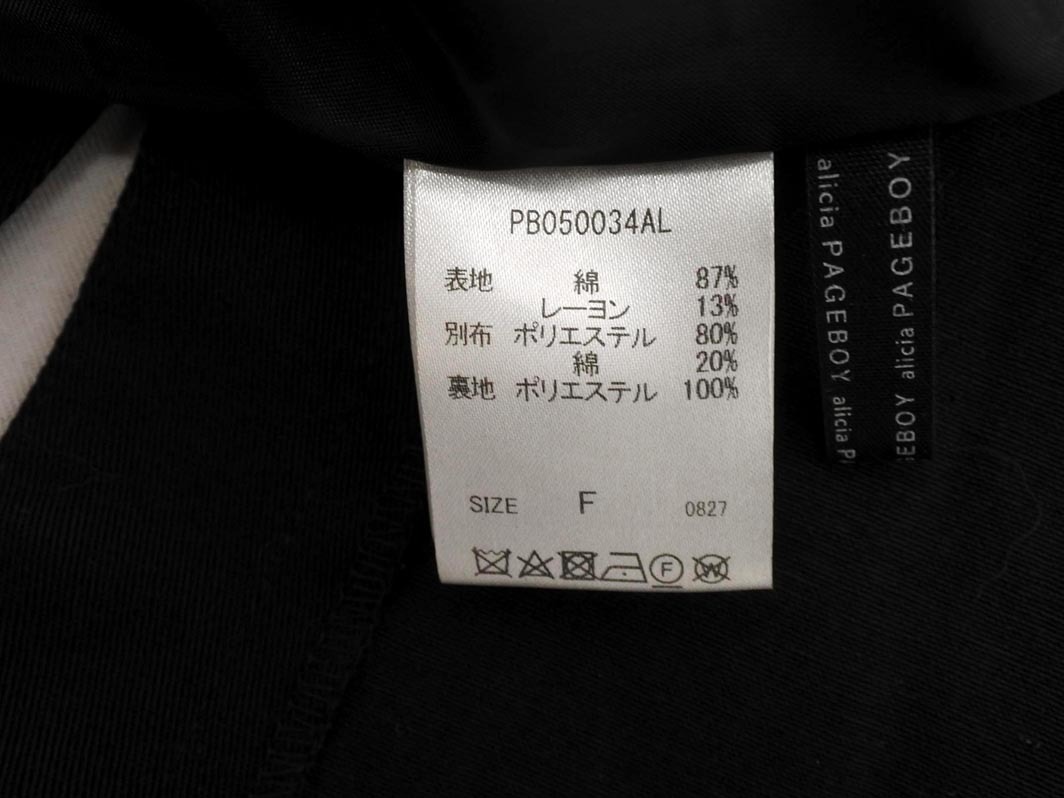 PB050034AL
表地 綿 87%
レーヨン 13%
別布 ポリエステル 80%
綿 20%
裏地 ポリエステル 100%
SIZE F 0827
F W
alicia PAGEBOY alicia P
EBOY alicia PAGEBOY